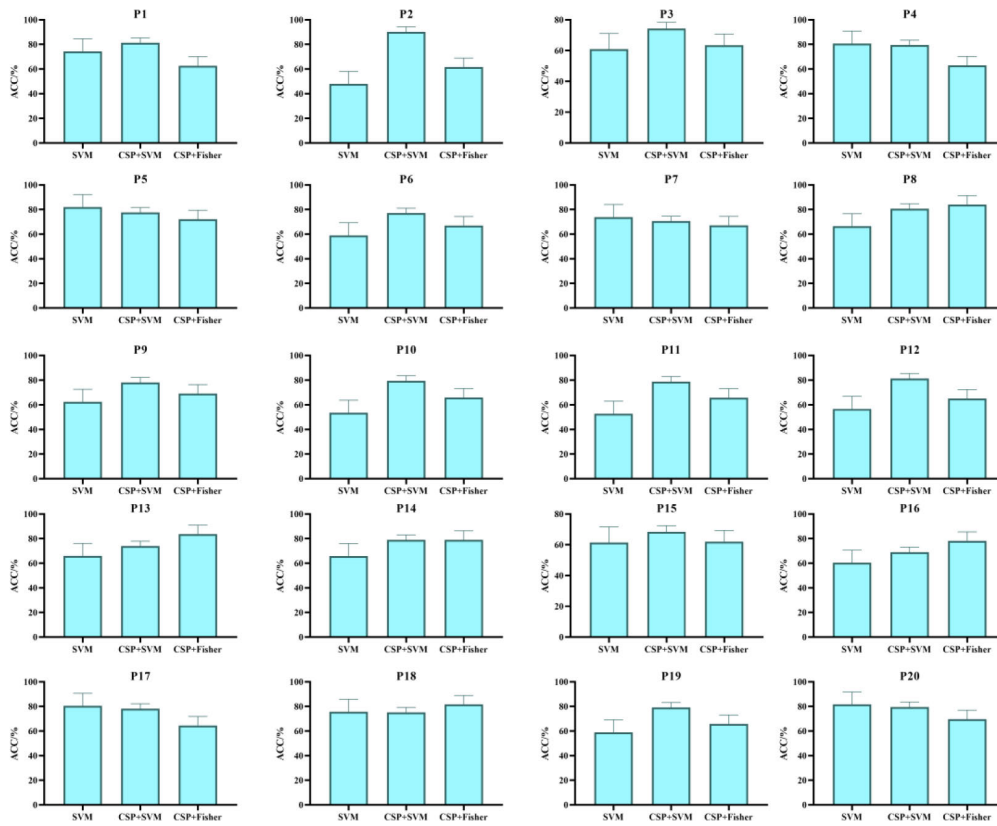 P1
ACC/%
100
80
60
40
20
0
SVM CSP+SVM CSP+Fisher
P2
ACC/%
100
80
60
40
20
0
SVM CSP+SVM CSP+Fisher
P3
ACC/%
80
60
40
20
0
SVM CSP+SVM CSP+Fisher
P4
ACC/%
100
80
60
40
20
0
SVM CSP+SVM CSP+Fisher
P5
ACC/%
100
80
60
40
20
0
SVM CSP+SVM CSP+Fisher
P6
ACC/%
100
80
60
40
20
0
SVM CSP+SVM CSP+Fisher
P7
ACC/%
100
80
60
40
20
0
SVM CSP+SVM CSP+Fisher
P8
ACC/%
100
80
60
40
20
0
SVM CSP+SVM CSP+Fisher
P9
ACC/%
100
80
60
40
20
0
SVM CSP+SVM CSP+Fisher
P10
ACC/%
100
80
60
40
20
0
SVM CSP+SVM CSP+Fisher
P11
ACC/%
100
80
60
40
20
0
SVM CSP+SVM CSP+Fisher
P12
ACC/%
100
80
60
40
20
0
SVM CSP+SVM CSP+Fisher
P13
ACC/%
100
80
60
40
20
0
SVM CSP+SVM CSP+Fisher
P14
ACC/%
100
80
60
40
20
0
SVM CSP+SVM CSP+Fisher
P15
ACC/%
80
60
40
20
0
SVM CSP+SVM CSP+Fisher
P16
ACC/%
100
80
60
40
20
0
SVM CSP+SVM CSP+Fisher
P17
ACC/%
100
80
60
40
20
0
SVM CSP+SVM CSP+Fisher
P18
ACC/%
100
80
60
40
20
0
SVM CSP+SVM CSP+Fisher
P19
ACC/%
100
80
60
40
20
0
SVM CSP+SVM CSP+Fisher
P20
ACC/%
100
80
60
40
20
0
SVM CSP+SVM CSP+Fisher